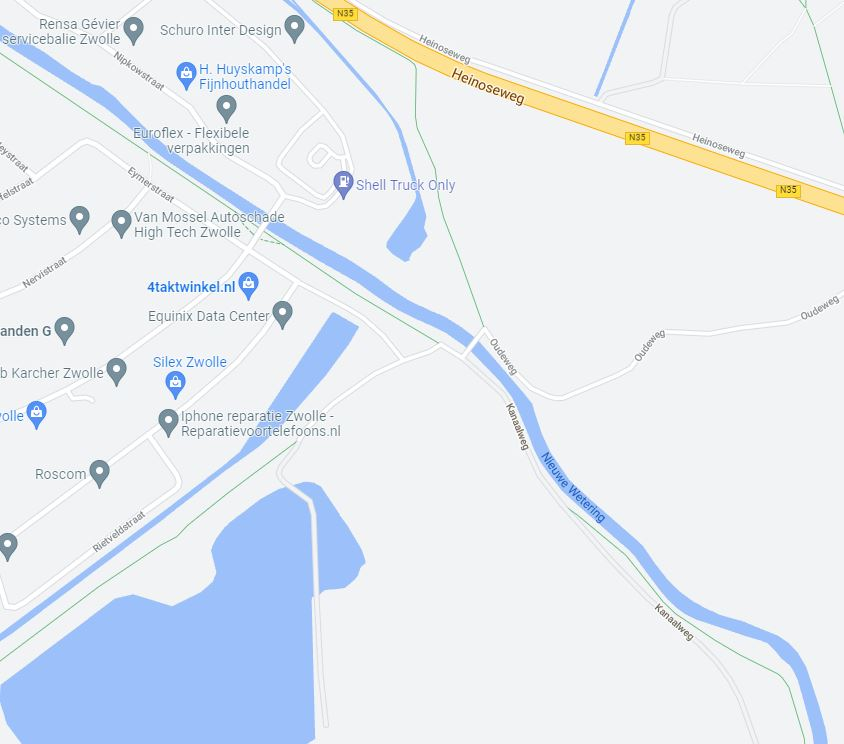 Rensa Gévier
servicebalie Zwolle
Schuro Inter Design
N35
Heinoseweg
Heinoseweg
Nipkowstraat
H. Huyskamp's
Fijnhouthandel
Euroflex - Flexibele
verpakkingen
N35
Heinoseweg
Eymerstraat
Shell Truck Only
N35
co Systems
Van Mossel Autoschade
High Tech Zwolle
Nervistraat
4taktwinkel.nl
Equinix Data Center
Oudeweg
anden G
Oudeweg
Oudeweg
Silex Zwolle
b Karcher Zwolle
Kanaalweg
olle
Iphone reparatie Zwolle -
Reparatievoortelefoons.nl
Nieuwe Wetering
Roscom
Rietveldstraat
Kanaalweg